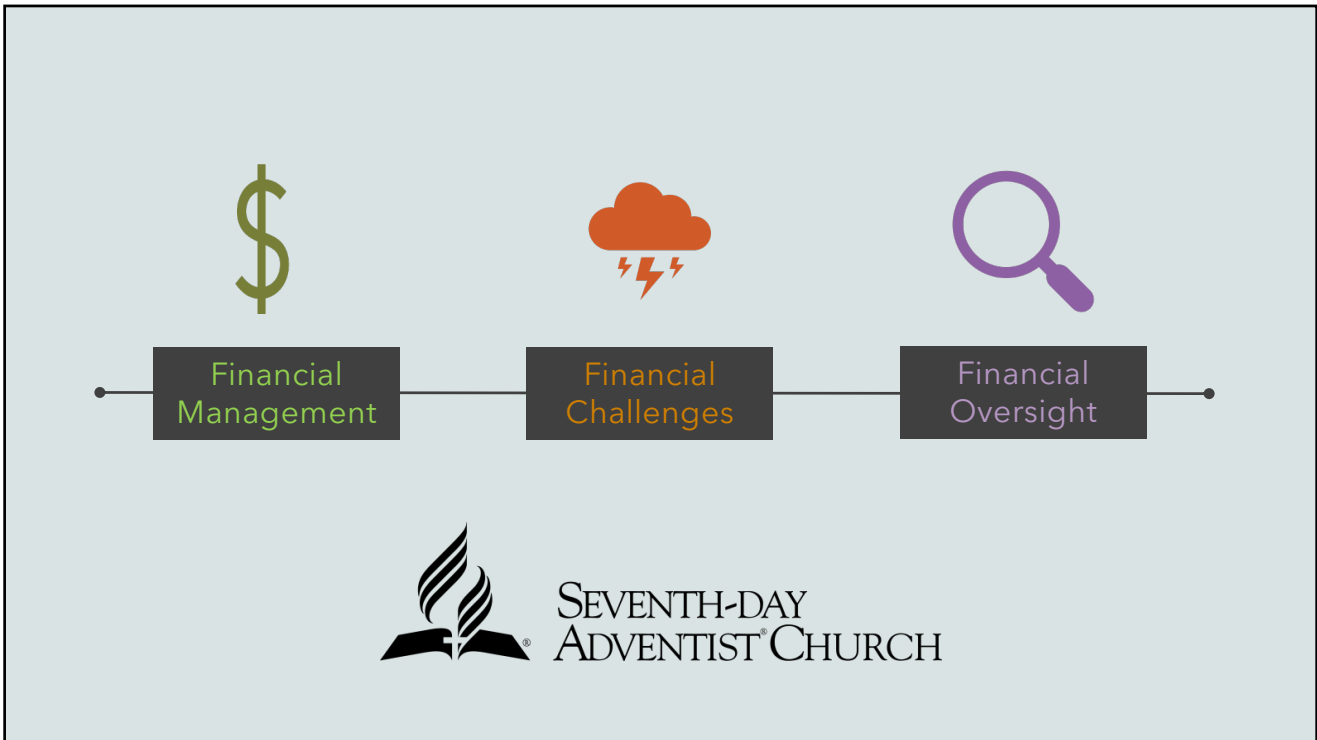 $
Financial
Management
Financial
Challenges
Financial
Oversight
SEVENTH-DAY
ADVENTIST® CHURCH
®